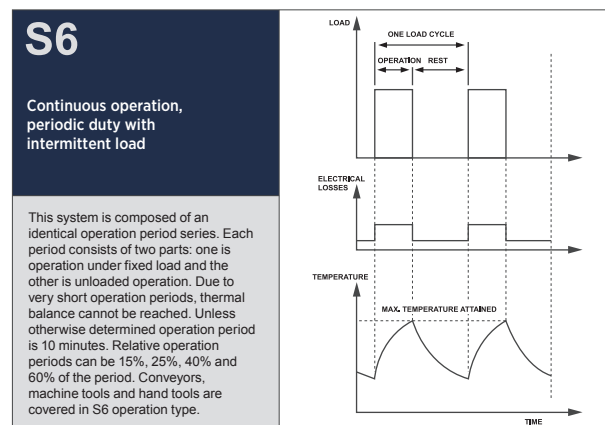 S6
Continuous operation,
periodic duty with
intermittent load
This system is composed of an
identical operation period series. Each
period consists of two parts: one is
operation under fixed load and the
other is unloaded operation. Due to
very short operation periods, thermal
balance cannot be reached. Unless
otherwise determined operation period
is 10 minutes. Relative operation
periods can be 15%, 25%, 40% and
60% of the period. Conveyors,
machine tools and hand tools are
covered in S6 operation type.
LOAD
ONE LOAD CYCLE
OPERATION REST
ELECTRICAL
LOSSES
TEMPERATURE
MAX. TEMPERATURE ATTAINED
TIME